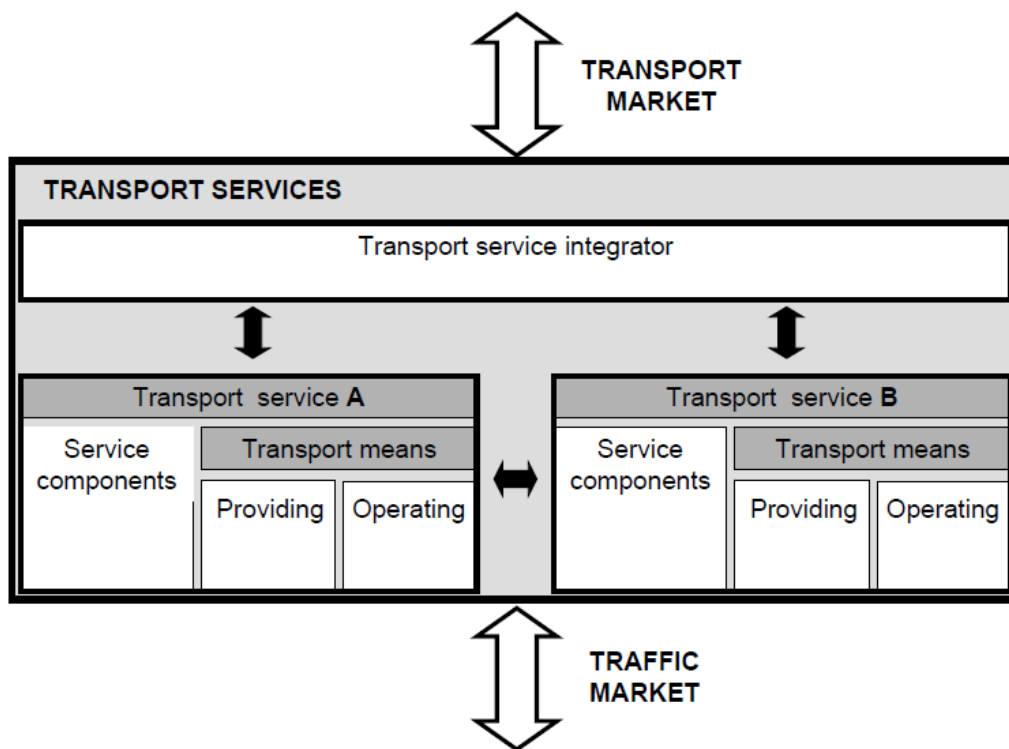 TRANSPORT
MARKET
TRANSPORT SERVICES
Transport service integrator
Transport service A
Service
components
Transport means
Providing
Operating
Transport service B
Service
components
Transport means
Providing
Operating
TRAFFIC
MARKET